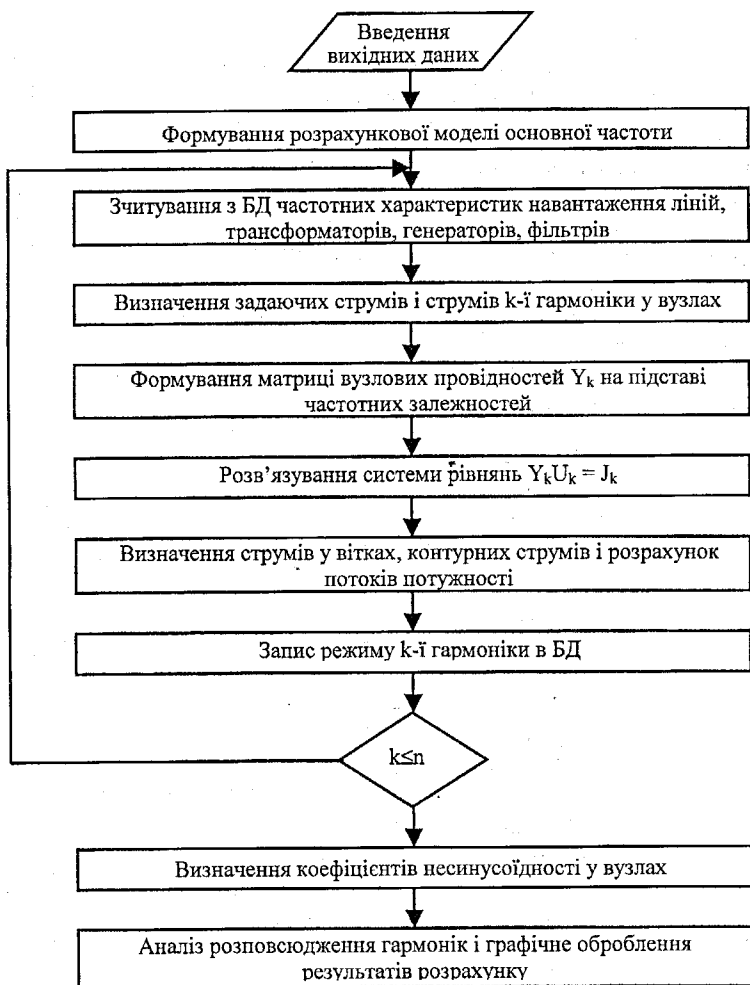 Введення
вихідних даних
Формування розрахункової моделі основної частоти
Зчитування з БД частотних характеристик навантаження ліній,
трансформаторів, генераторів, фільтрів
Визначення задаючих струмів і струмів k-ї гармоніки у вузлах
Формування матриці вузлових провідностей Yk на підставі
частотних залежностей
Розв’язування системи рівнянь YkUk = Jk
Визначення струмів у вітках, контурних струмів і розрахунок
потоків потужності
Запис режиму k-ї гармоніки в БД
k≤n
Визначення коефіцієнтів несинусоїдності у вузлах
Аналіз розповсюдження гармонік і графічне оброблення
результатів розрахунку